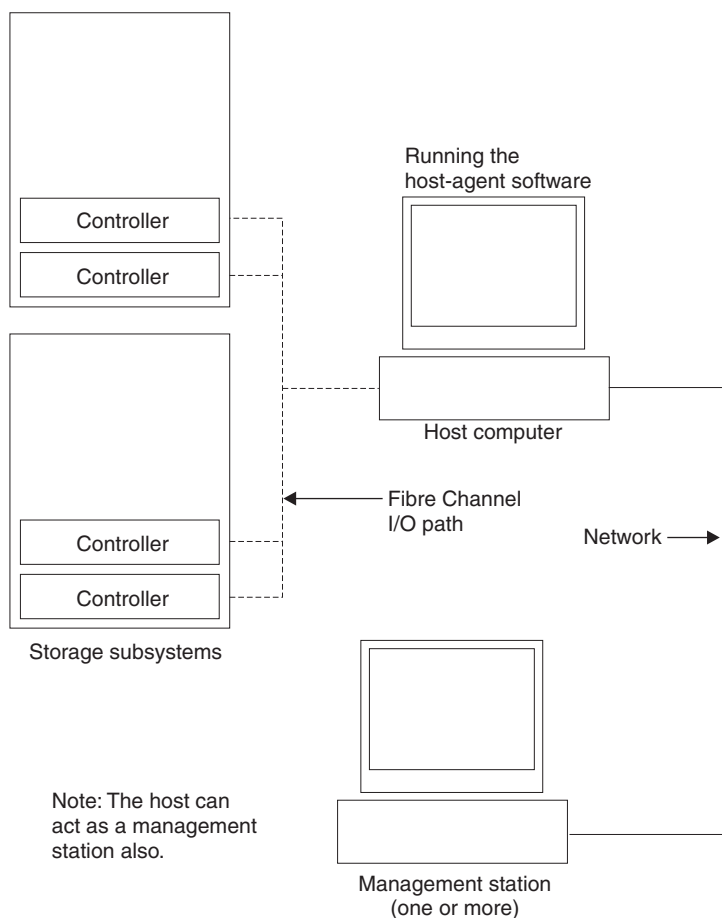 Running the
host-agent software
Controller
Controller
Host computer
Fibre Channel
I/O path
Network
Controller
Controller
Storage subsystems
Note: The host can
act as a management
station also.
Management station
(one or more)